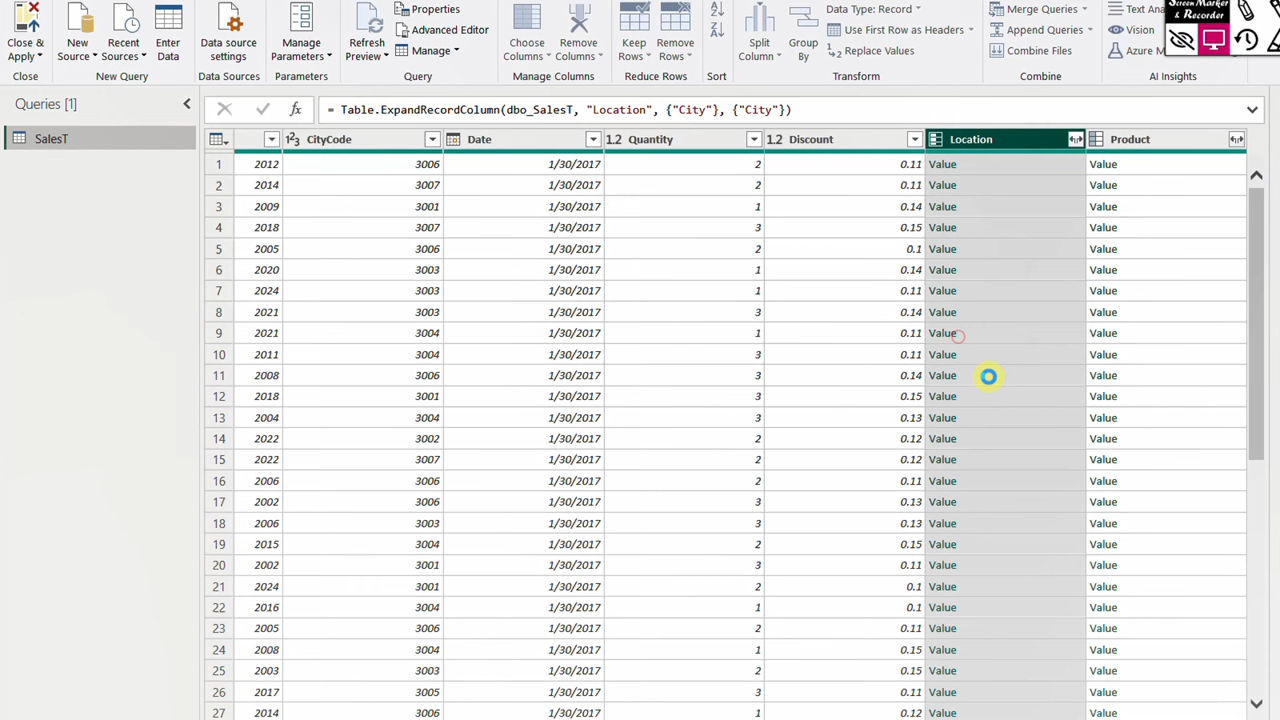 Close & Apply
New Source
Recent Sources
Enter Data
Data source settings
Manage Parameters
Refresh Preview
Properties
Advanced Editor
Manage
Choose Columns
Remove Columns
Keep Rows
Remove Rows
Split Column
Group By
Data Type: Record
Use First Row as Headers
Replace Values
Merge Queries
Append Queries
Combine Files
Text Ana
Vision
Azure M
Screen Marker
& Recorder
Close
New Query
Data Sources
Parameters
Query
Manage Columns
Reduce Rows
Sort
Transform
Combine
AI Insights
Queries [1]
SalesT
fx = Table.ExpandRecordColumn(dbo_SalesT, "Location", {"City"}, {"City"})
1²3 CityCode Date 1.2 Quantity 1.2 Discount Location Product
1 2012 3006 1/30/2017 2 0.11 Value Value
2 2014 3007 1/30/2017 2 0.11 Value Value
3 2009 3001 1/30/2017 1 0.14 Value Value
4 2018 3007 1/30/2017 3 0.15 Value Value
5 2005 3006 1/30/2017 2 0.1 Value Value
6 2020 3003 1/30/2017 1 0.14 Value Value
7 2024 3003 1/30/2017 1 0.11 Value Value
8 2021 3003 1/30/2017 3 0.14 Value Value
9 2021 3004 1/30/2017 1 0.11 Value Value
10 2011 3004 1/30/2017 3 0.11 Value Value
11 2008 3006 1/30/2017 3 0.14 Value Value
12 2018 3001 1/30/2017 3 0.15 Value Value
13 2004 3004 1/30/2017 3 0.13 Value Value
14 2022 3002 1/30/2017 2 0.12 Value Value
15 2022 3007 1/30/2017 2 0.12 Value Value
16 2006 3006 1/30/2017 2 0.11 Value Value
17 2002 3006 1/30/2017 3 0.13 Value Value
18 2006 3003 1/30/2017 3 0.13 Value Value
19 2015 3004 1/30/2017 2 0.15 Value Value
20 2002 3001 1/30/2017 3 0.11 Value Value
21 2024 3001 1/30/2017 2 0.1 Value Value
22 2016 3004 1/30/2017 1 0.1 Value Value
23 2005 3006 1/30/2017 2 0.11 Value Value
24 2008 3004 1/30/2017 1 0.15 Value Value
25 2003 3003 1/30/2017 2 0.15 Value Value
26 2017 3005 1/30/2017 3 0.11 Value Value
27 2014 3006 1/30/2017 1 0.12 Value Value